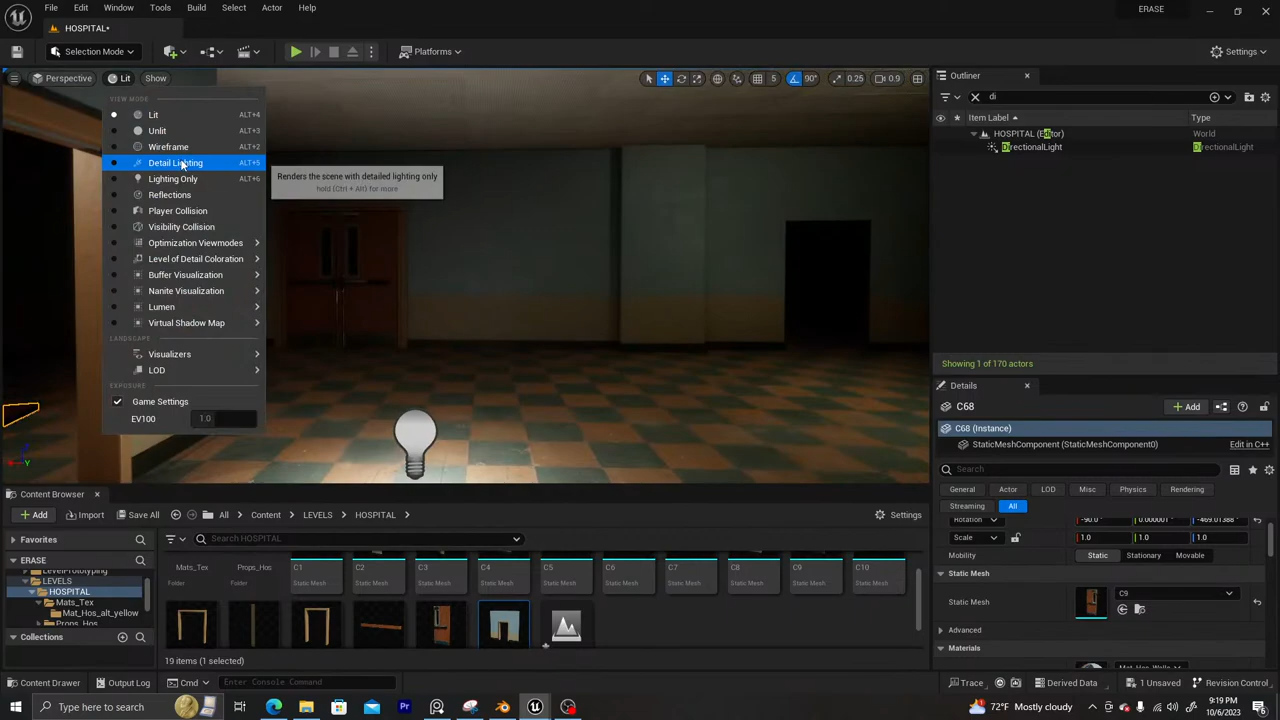 File Edit Window Tools Build Select Actor Help
ERASE
HOSPITAL*
Selection Mode
Platforms
Settings
Perspective Lit Show
5 90° 0.25 0.9
VIEW MODE
Lit ALT+4
Unlit ALT+3
Wireframe ALT+2
Detail Lighting ALT+5
Lighting Only ALT+6
Reflections
Player Collision
Visibility Collision
Optimization Viewmodes
Level of Detail Coloration
Buffer Visualization
Nanite Visualization
Lumen
Virtual Shadow Map
LANDSCAPE
Visualizers
LOD
EXPOSURE
Game Settings
EV100 1.0
Renders the scene with detailed lighting only
hold (Ctrl + Alt) for more
Outliner
di
Item Label Type
HOSPITAL (Editor) World
DirectionalLight DirectionalLight
Showing 1 of 170 actors
Details
C68
Add
C68 (Instance)
StaticMeshComponent (StaticMeshComponent0) Edit in C++
Search
General Actor LOD Misc Physics Rendering
Streaming All
Rotation -90.0 0.000001 -469.01388
Scale 1.0 1.0 1.0
Mobility Static Stationary Movable
Static Mesh
Static Mesh C9
Advanced
Materials
Mat_Hos_Walls
Content Browser
Add Import Save All All Content LEVELS HOSPITAL Settings
Favorites
ERASE
LevelPrototyping
LEVELS
HOSPITAL
Mats_Tex
Mat_Hos_alt_yellow
Props_Hos
Collections
Search HOSPITAL
Mats_Tex Props_Hos C1 C2 C3 C4 C5 C6 C7 C8 C9 C10
Folder Folder Static Mesh Static Mesh Static Mesh Static Mesh Static Mesh Static Mesh Static Mesh Static Mesh Static Mesh Static Mesh
19 items (1 selected)
Content Drawer Output Log Cmd Enter Console Command
Trace Derived Data 1 Unsaved Revision Control
Type here to search
Pr
72°F Mostly cloudy
9:19 PM
10/6/2023